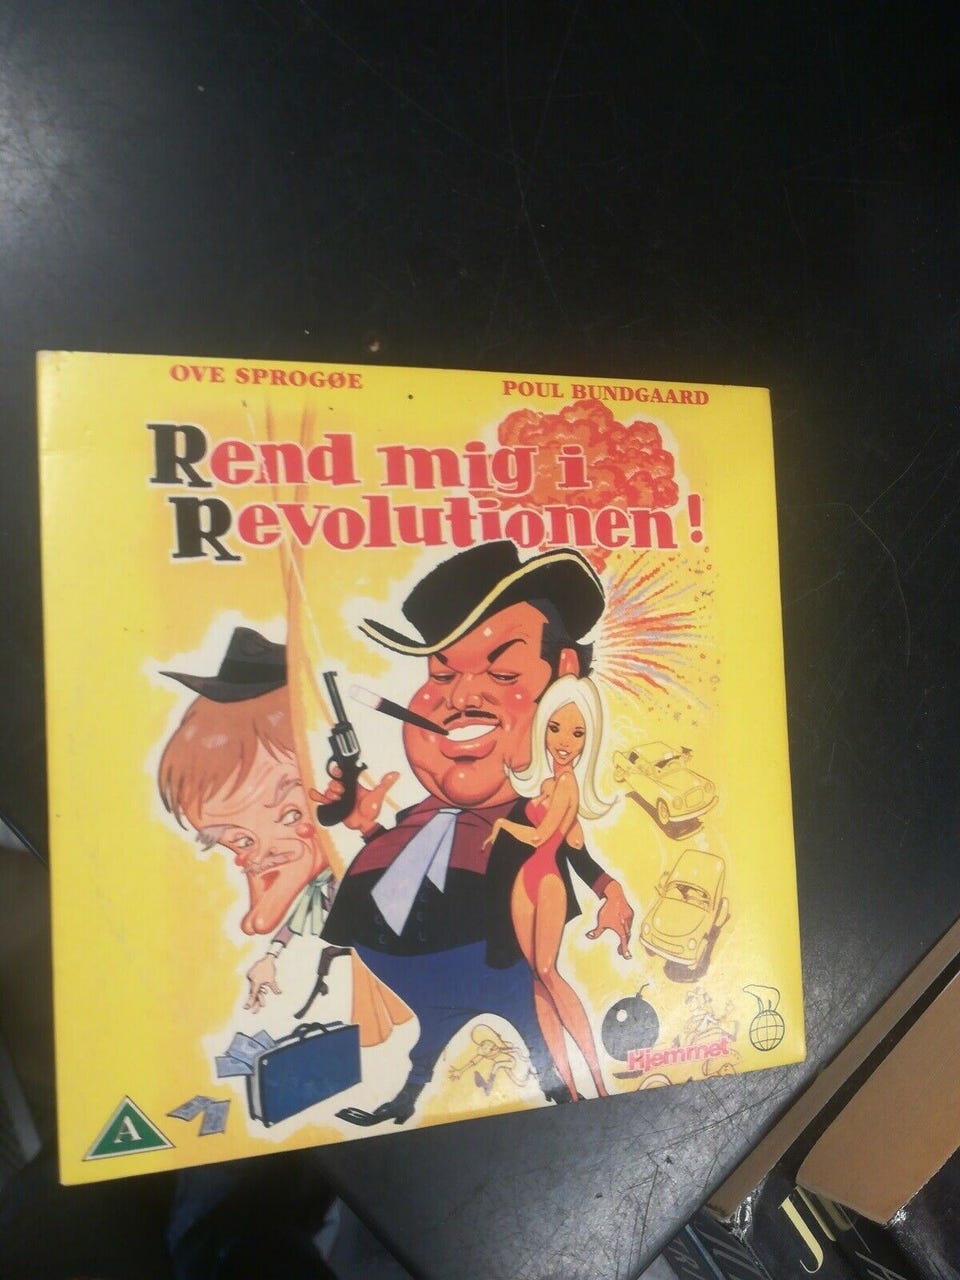 OVE SPROGØE
POUL BUNDGAARD
Rend mig i
Revolutionen!
Hjemmet
A
J